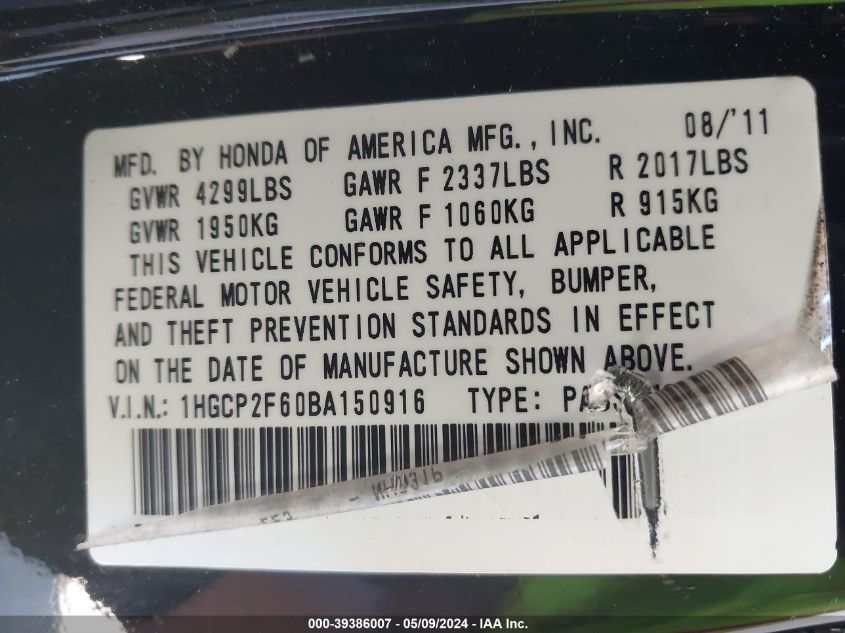 MFD. BY HONDA OF AMERICA MFG., INC. 08/'11
GVWR 4299LBS GAWR F 2337LBS R 2017LBS
GVWR 1950KG GAWR F 1060KG R 915KG
THIS VEHICLE CONFORMS TO ALL APPLICABLE
FEDERAL MOTOR VEHICLE SAFETY, BUMPER,
AND THEFT PREVENTION STANDARDS IN EFFECT
ON THE DATE OF MANUFACTURE SHOWN ABOVE.
V.I.N.: 1HGCP2F60BA150916 TYPE:
000-39386007 - 05/09/2024 - IAA Inc.